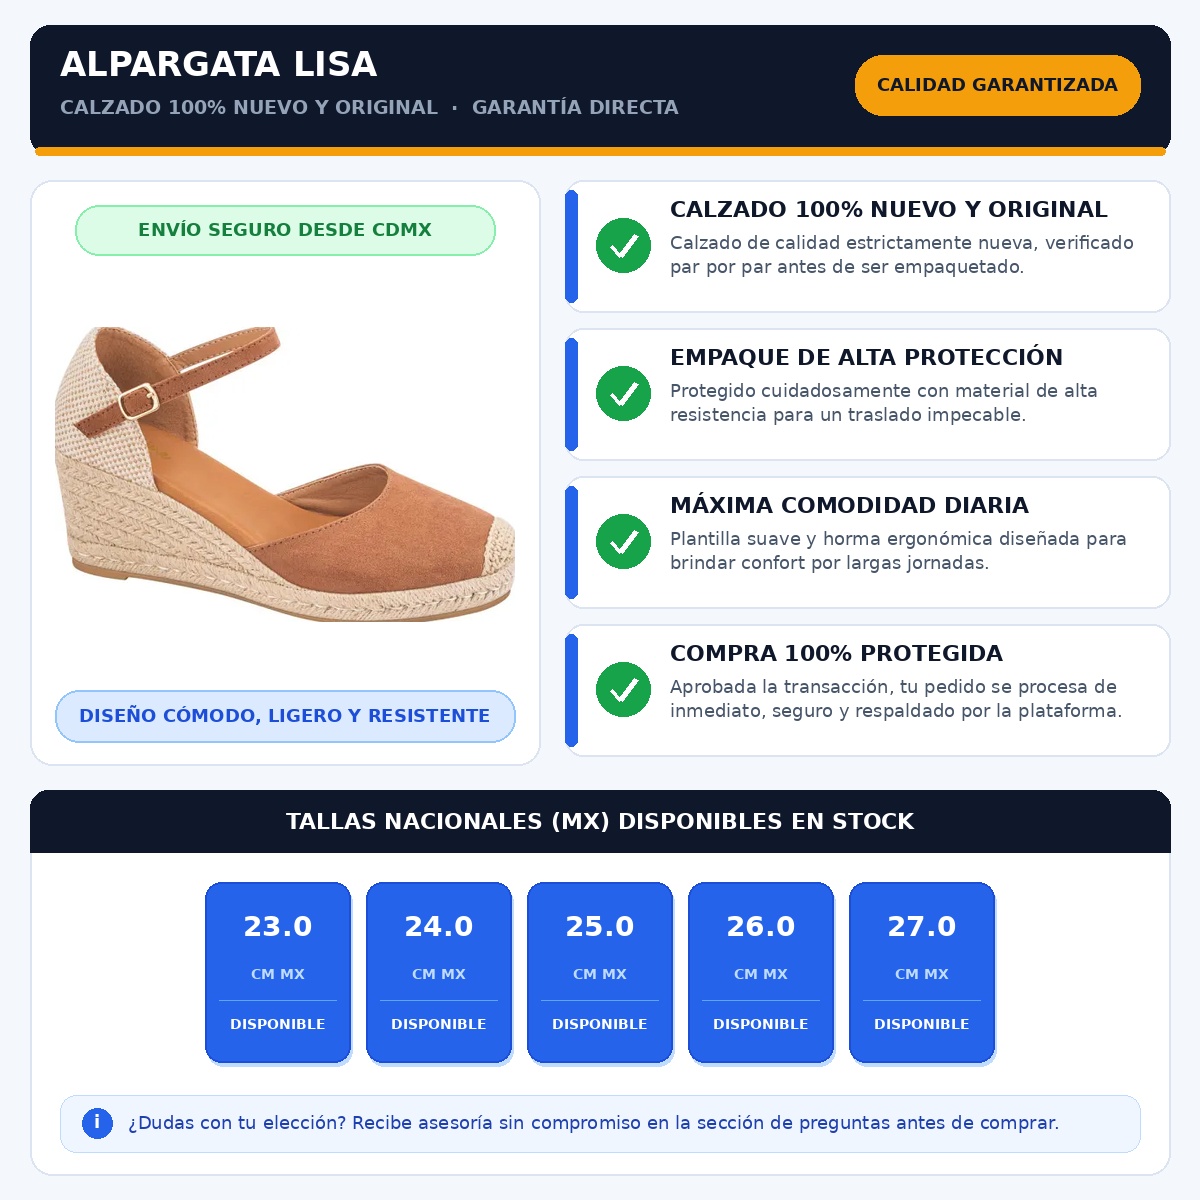 ALPARGATA LISA
CALZADO 100% NUEVO Y ORIGINAL · GARANTÍA DIRECTA
CALIDAD GARANTIZADA
ENVÍO SEGURO DESDE CDMX
DISEÑO CÓMODO, LIGERO Y RESISTENTE
CALZADO 100% NUEVO Y ORIGINAL
Calzado de calidad estrictamente nueva, verificado
par por par antes de ser empaquetado.
EMPAQUE DE ALTA PROTECCIÓN
Protegido cuidadosamente con material de alta
resistencia para un traslado impecable.
MÁXIMA COMODIDAD DIARIA
Plantilla suave y horma ergonómica diseñada para
brindar confort por largas jornadas.
COMPRA 100% PROTEGIDA
Aprobada la transacción, tu pedido se procesa de
inmediato, seguro y respaldado por la plataforma.
TALLAS NACIONALES (MX) DISPONIBLES EN STOCK
23.0
CM MX
DISPONIBLE
24.0
CM MX
DISPONIBLE
25.0
CM MX
DISPONIBLE
26.0
CM MX
DISPONIBLE
27.0
CM MX
DISPONIBLE
i ¿Dudas con tu elección? Recibe asesoría sin compromiso en la sección de preguntas antes de comprar.